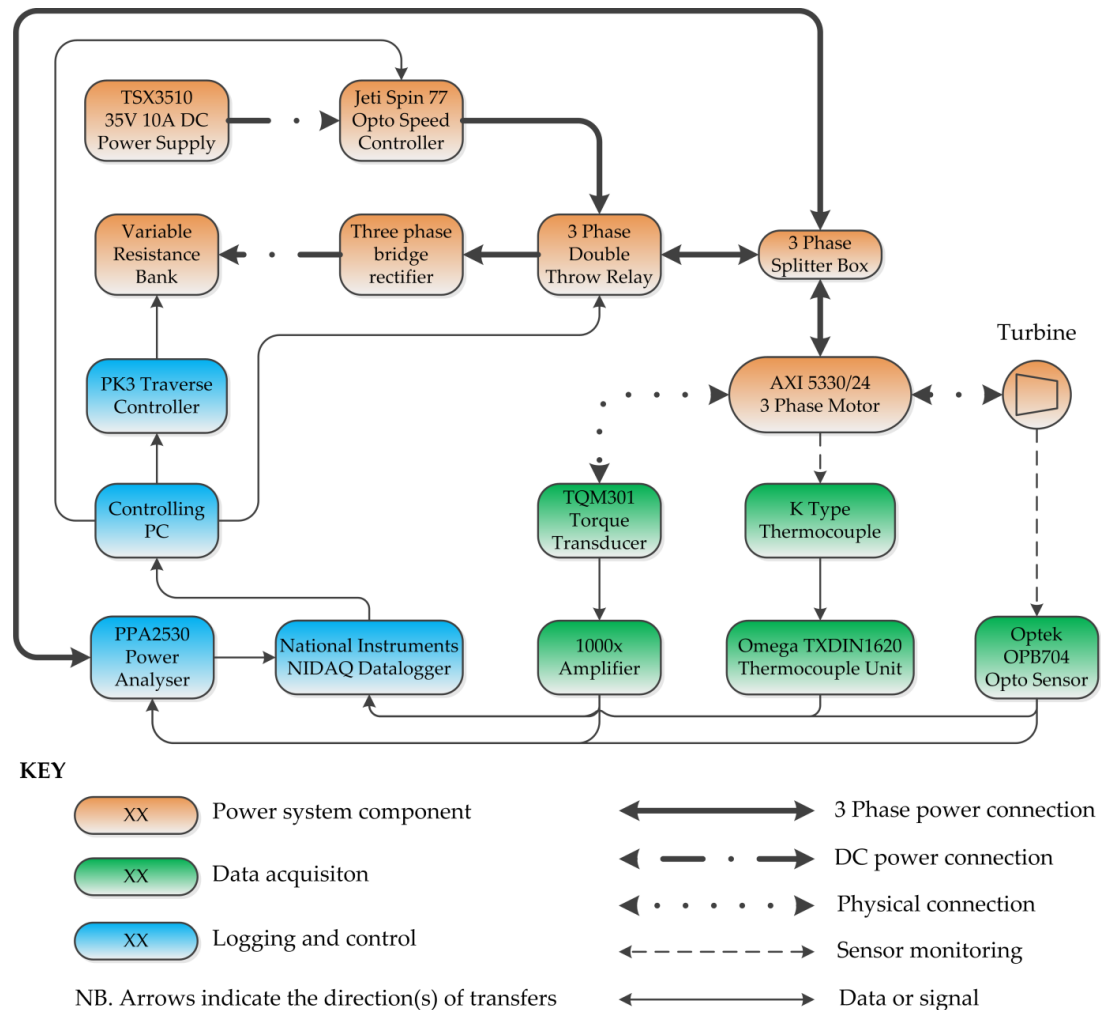 TSX3510
35V 10A DC
Power Supply
Jeti Spin 77
Opto Speed
Controller
Variable
Resistance
Bank
Three phase
bridge
rectifier
3 Phase
Double
Throw Relay
3 Phase
Splitter Box
Turbine
PK3 Traverse
Controller
AXI 5330/24
3 Phase Motor
Controlling
PC
TQM301
Torque
Transducer
K Type
Thermocouple
PPA2530
Power
Analyser
National Instruments
NIDAQ Datalogger
1000x
Amplifier
Omega TXDIN1620
Thermocouple Unit
Optek
OPB704
Opto Sensor
KEY
XX Power system component
XX Data acquisiton
XX Logging and control
NB. Arrows indicate the direction(s) of transfers
3 Phase power connection
DC power connection
Physical connection
Sensor monitoring
Data or signal